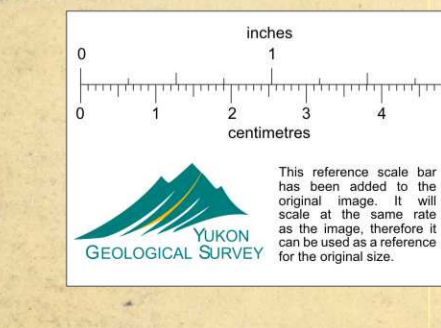 inches
0 1
0 1 2 3 4
centimetres
YUKON
GEOLOGICAL SURVEY
This reference scale bar
has been added to the
original image. It will
scale at the same rate
as the image, therefore it
can be used as a reference
for the original size.